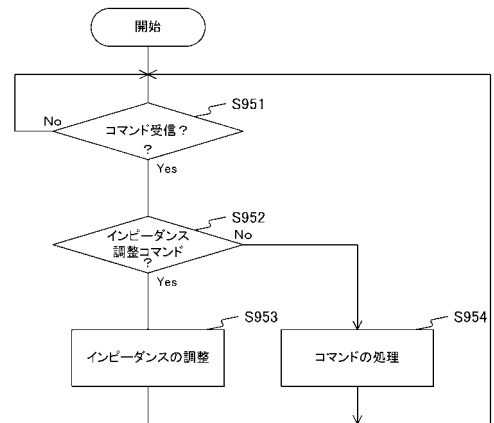 開始
No
S951
コマンド受信？
？
Yes
S952
インピーダンス
調整コマンド
？
No
Yes
S953
インピーダンスの調整
S954
コマンドの処理